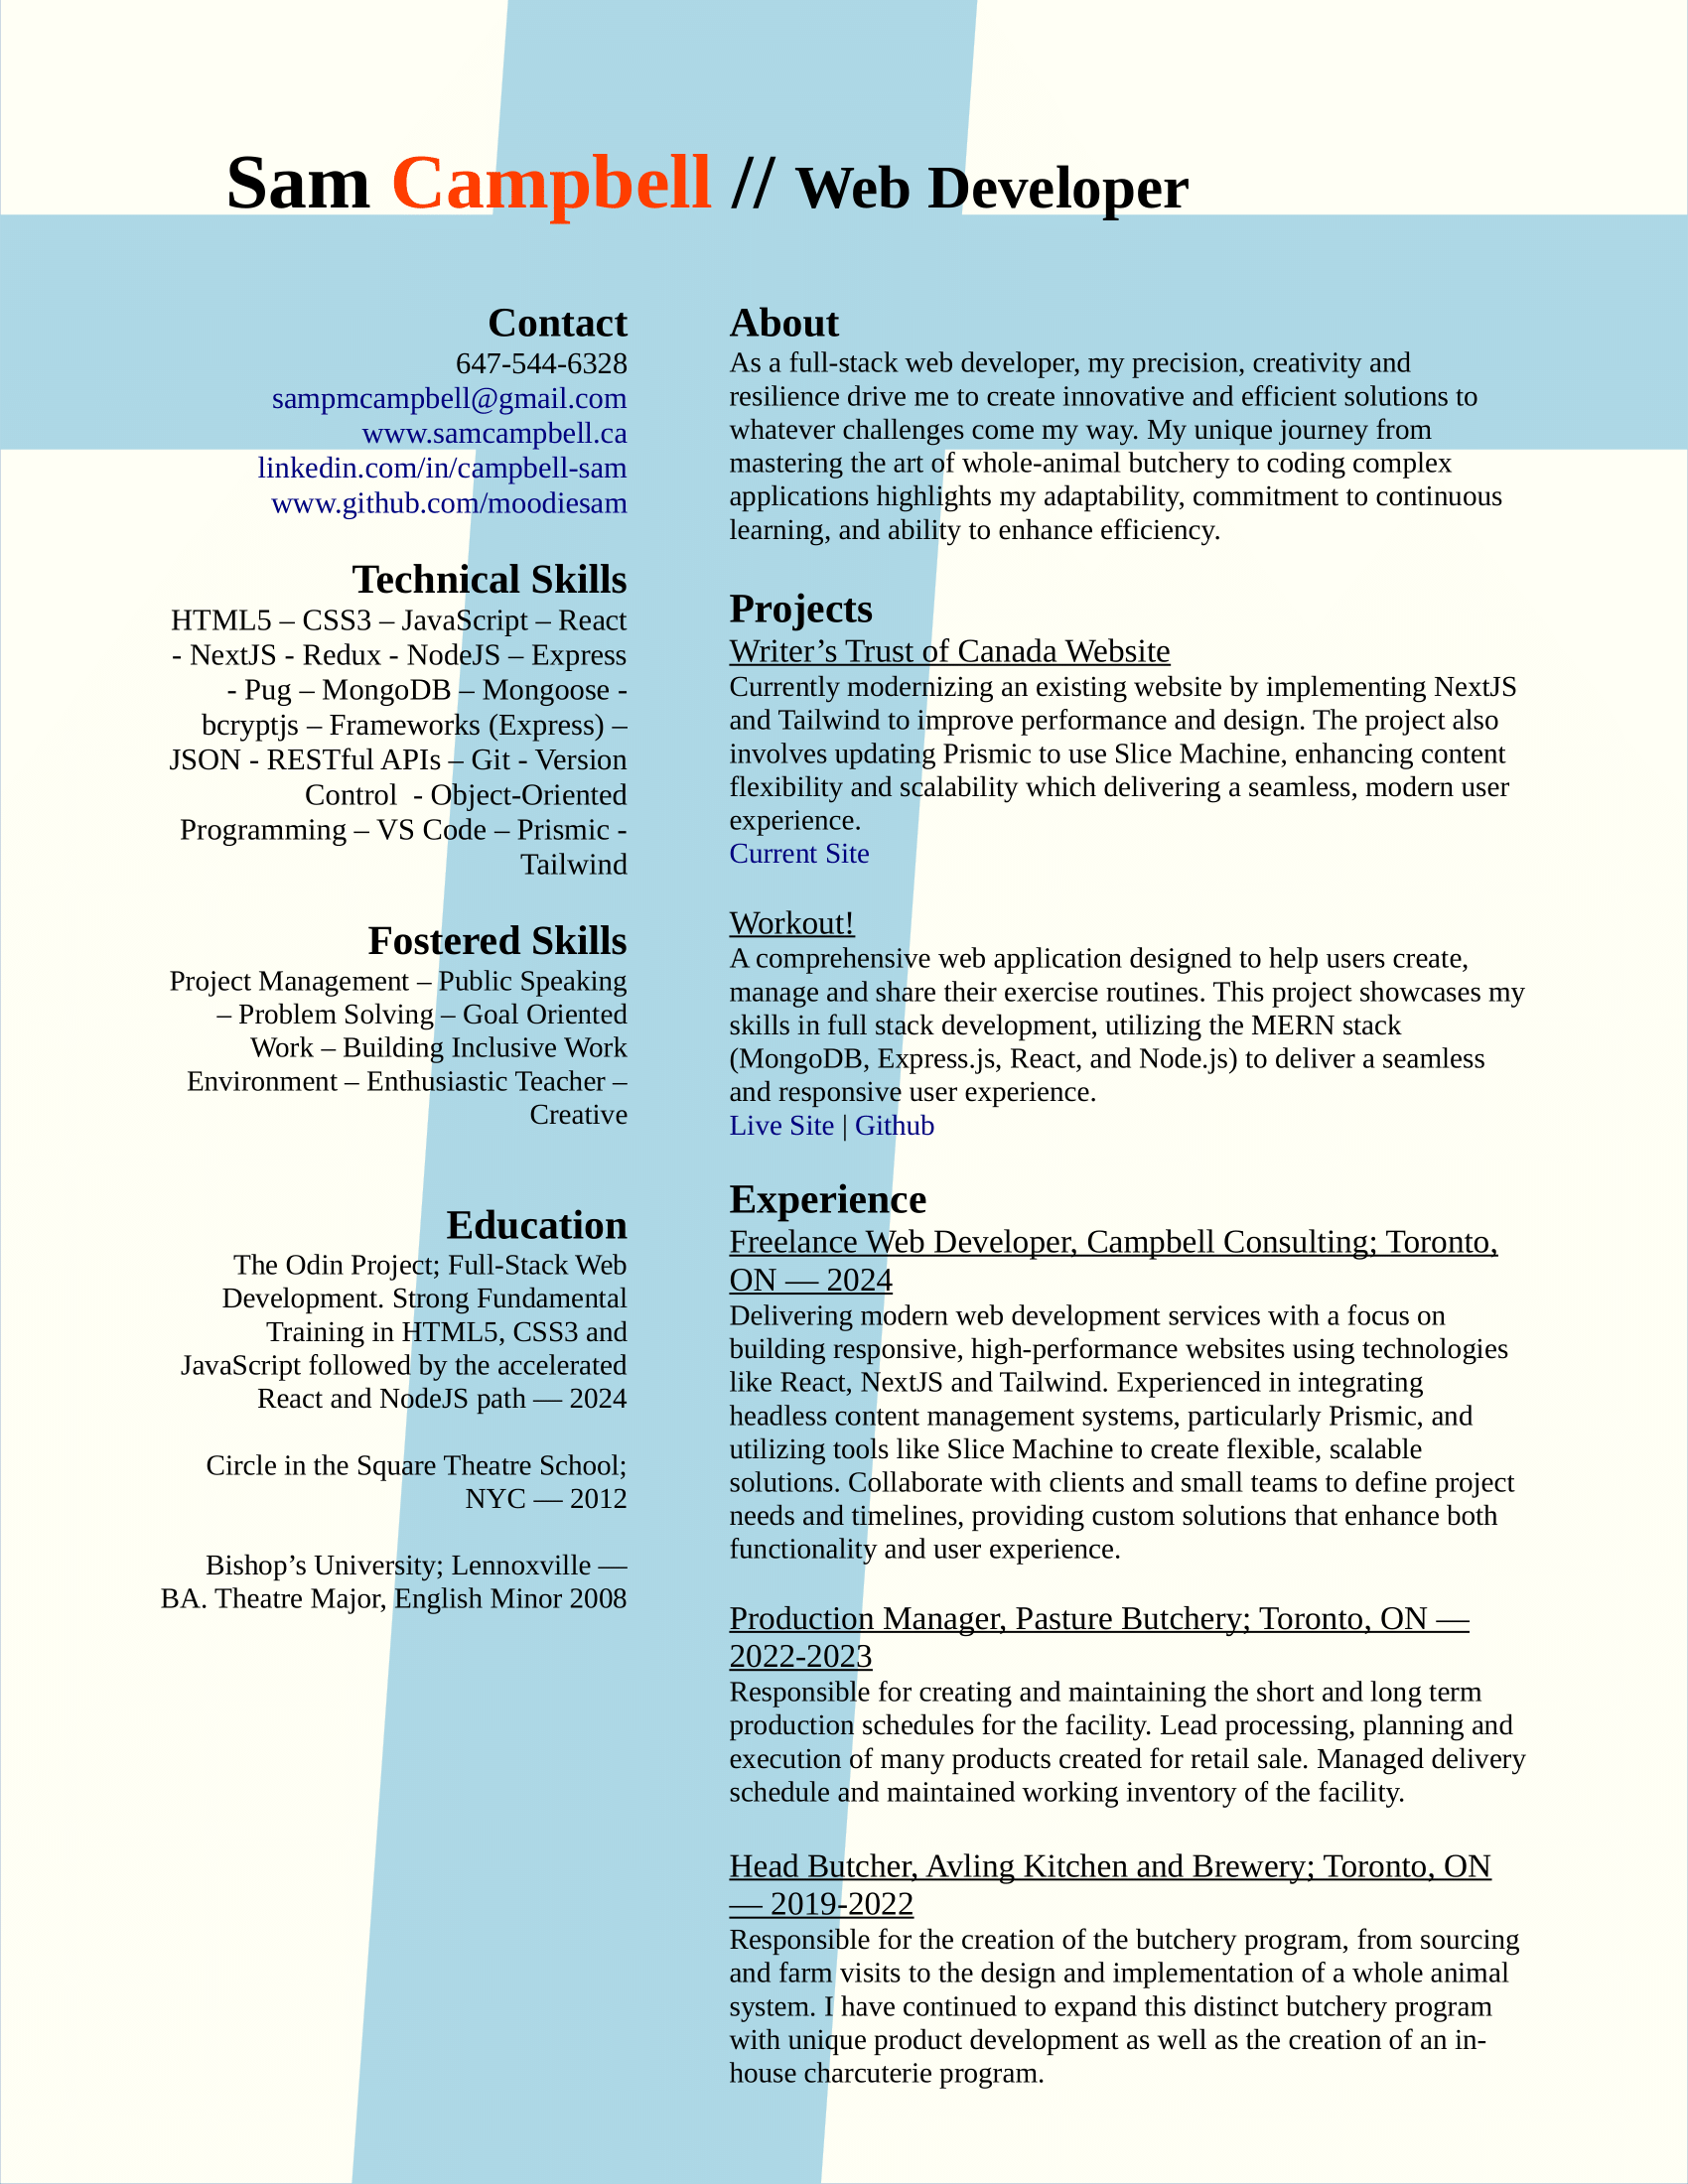 Sam Campbell // Web Developer
Contact
647-544-6328
sampmcampbell@gmail.com
www.samcampbell.ca
linkedin.com/in/campbell-sam
www.github.com/moodiesam
Technical Skills
HTML5 – CSS3 – JavaScript – React
- NextJS - Redux - NodeJS – Express
- Pug – MongoDB – Mongoose -
bcryptjs – Frameworks (Express) –
JSON - RESTful APIs – Git - Version
Control  - Object-Oriented
Programming – VS Code – Prismic -
Tailwind
Fostered Skills
Project Management – Public Speaking
– Problem Solving – Goal Oriented
Work – Building Inclusive Work
Environment – Enthusiastic Teacher –
Creative
Education
The Odin Project; Full-Stack Web
Development. Strong Fundamental
Training in HTML5, CSS3 and
JavaScript followed by the accelerated
React and NodeJS path — 2024
Circle in the Square Theatre School;
NYC — 2012
Bishop’s University; Lennoxville —
BA. Theatre Major, English Minor 2008
About
As a full-stack web developer, my precision, creativity and
resilience drive me to create innovative and efficient solutions to
whatever challenges come my way. My unique journey from
mastering the art of whole-animal butchery to coding complex
applications highlights my adaptability, commitment to continuous
learning, and ability to enhance efficiency.
Projects
Writer’s Trust of Canada Website
Currently modernizing an existing website by implementing NextJS
and Tailwind to improve performance and design. The project also
involves updating Prismic to use Slice Machine, enhancing content
flexibility and scalability which delivering a seamless, modern user
experience.
Current Site
Workout!
A comprehensive web application designed to help users create,
manage and share their exercise routines. This project showcases my
skills in full stack development, utilizing the MERN stack
(MongoDB, Express.js, React, and Node.js) to deliver a seamless
and responsive user experience.
Live Site | Github
Experience
Freelance Web Developer, Campbell Consulting; Toronto,
ON — 2024
Delivering modern web development services with a focus on
building responsive, high-performance websites using technologies
like React, NextJS and Tailwind. Experienced in integrating
headless content management systems, particularly Prismic, and
utilizing tools like Slice Machine to create flexible, scalable
solutions. Collaborate with clients and small teams to define project
needs and timelines, providing custom solutions that enhance both
functionality and user experience.
Production Manager, Pasture Butchery; Toronto, ON —
2022-2023
Responsible for creating and maintaining the short and long term
production schedules for the facility. Lead processing, planning and
execution of many products created for retail sale. Managed delivery
schedule and maintained working inventory of the facility.
Head Butcher, Avling Kitchen and Brewery; Toronto, ON
— 2019-2022
Responsible for the creation of the butchery program, from sourcing
and farm visits to the design and implementation of a whole animal
system. I have continued to expand this distinct butchery program
with unique product development as well as the creation of an in-
house charcuterie program.